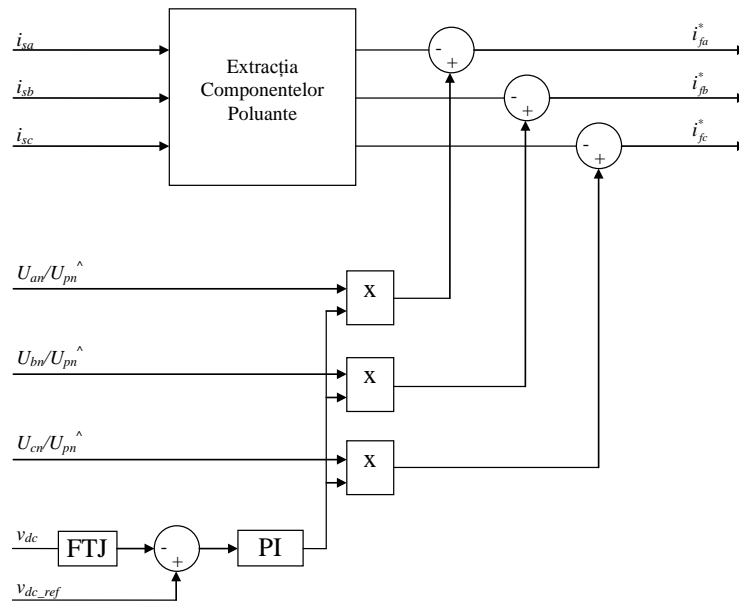 i_sa
i_sb
i_sc
Extracția
Componentelor
Poluante
-
+
-
+
-
+
i*_fa
i*_fb
i*_fc
U_an/U_pn^
X
U_bn/U_pn^
X
U_cn/U_pn^
X
v_dc
FTJ
-
+
PI
v_dc_ref